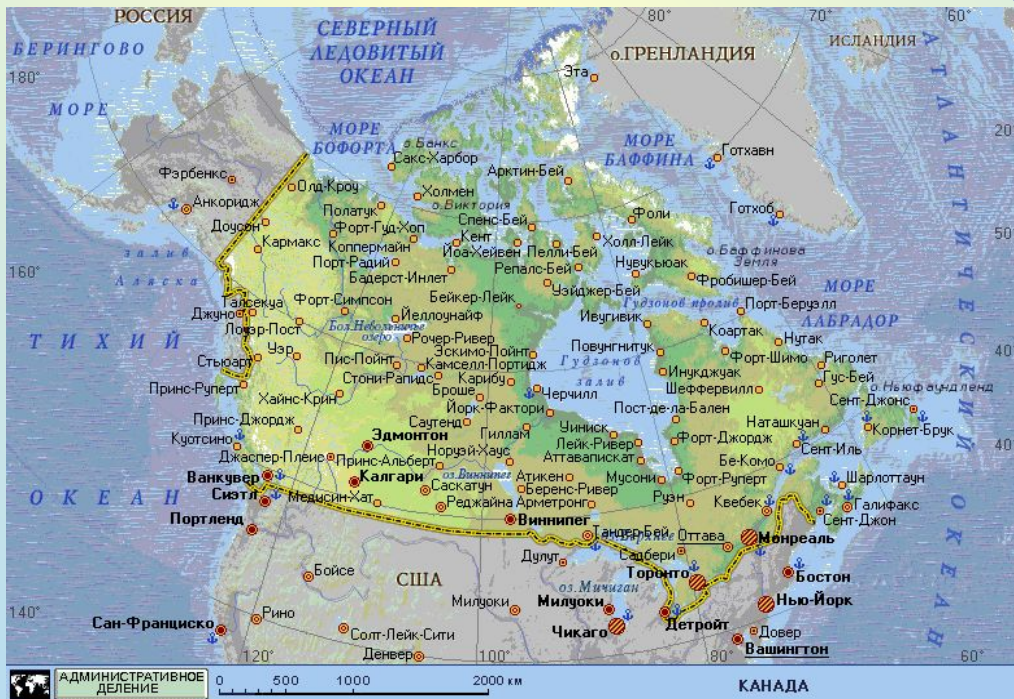 РОССИЯ
80°
70°
60°
СЕВЕРНЫЙ
ЛЕДОВИТЫЙ
ОКЕАН
БЕРИНГОВО
МОРЕ
180°
ИСЛАНДИЯ
о.ГРЕНЛАНДИЯ
Эта
АТЛАНТИЧЕСКИЙ ОКЕАН
20°
МОРЕ
БОФОРТА
о.Банкс
Сакс-Харбор
МОРЕ
БАФФИНА
Готхавн
Арктик-Бей
Фэрбенкс
Олд-Кроу
Холмен
Анкоридж
Полатук
о.Виктория
Спенс-Бей
Фоли
Готхоб
Доусон
Форт-Гуд-Хоп
Кент
50°
Кармакс
Коппермайн
Йоа-Хейвен
Пелли-Бей
Холл-Лейк
о.Баффинова
Земля
залив
Аляска
160°
Порт-Радий
Репалс-Бей
Нувукьюак
Бадерст-Инлет
Уэйджер-Бей
Фробишер-Бей
МОРЕ
ЛАБРАДОР
Талсекуа
Форт-Симпсон
Бейкер-Лейк
Гудзонов пролив
Порт-Беруэлл
Джуно
Йеллоунайф
Ивугивик
ТИХИЙ
ОКЕАН
Лоуэр-Пост
Бол.Невольничье
озеро
Рочер-Ривер
Коартак
Нутак
Стьюарт
Уэр
Эскимо-Пойнт
Гудзонов
залив
Повунгнитук
Форт-Шимо
Риголет
40°
Пис-Пойнт
Камселл-Портидж
Принс-Руперт
Стони-Рапидс
Карибу
Инукджуак
Гус-Бей
Хайнс-Крин
Броше
Черчилл
Шеффервилл
о.Ньюфаундленд
Принс-Джордж
Йорк-Фактори
Пост-де-ла-Бален
Сент-Джонс
Саутенд
Гиллам
Уиниск
Наташкуан
Корнет-Брук
Куотсино
Эдмонтон
Норуэй-Хаус
Лейк-Ривер
Форт-Джордж
Сент-Иль
40°
Джаспер-Плейс
Принс-Альберт
Аттавапискат
Бе-Комо
Ванкувер
Калгари
оз.Виннипег
Атикен
Мусони
Форт-Руперт
Шарлоттаун
Сиэтл
Саскатун
Беренс-Ривер
Медисин-Хат
Реджайна
Армстронг
Руэн
Квебек
Галифакс
Портленд
Виннипег
Сент-Джон
Тандер-Бей
Оттава
Монреаль
Садбери
Дулут
Бойсе
США
Торонто
Бостон
оз.Мичиган
140°
Рино
Милуоки
Милуоки
Нью-Йорк
Сан-Франциско
Солт-Лейк-Сити
Чикаго
Детройт
Довер
Денвер
Вашингтон
120°
100°
80°
60°
АДМИНИСТРАТИВНОЕ
ДЕЛЕНИЕ
0 500 1000 2000 км
КАНАДА